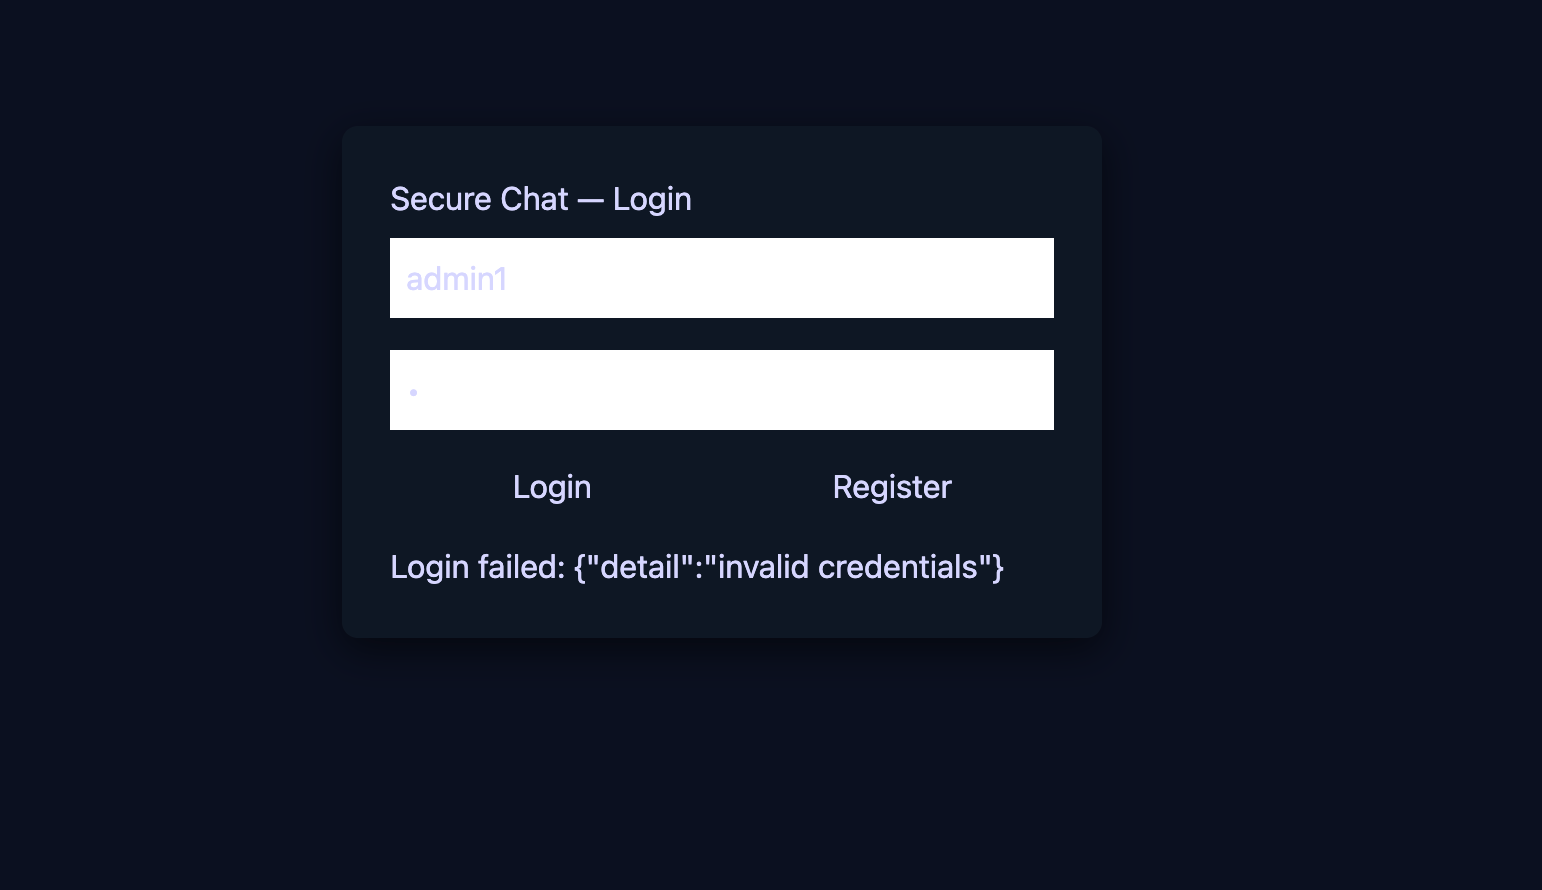 Secure Chat — Login
admin1
•
Login
Register
Login failed: {"detail":"invalid credentials"}